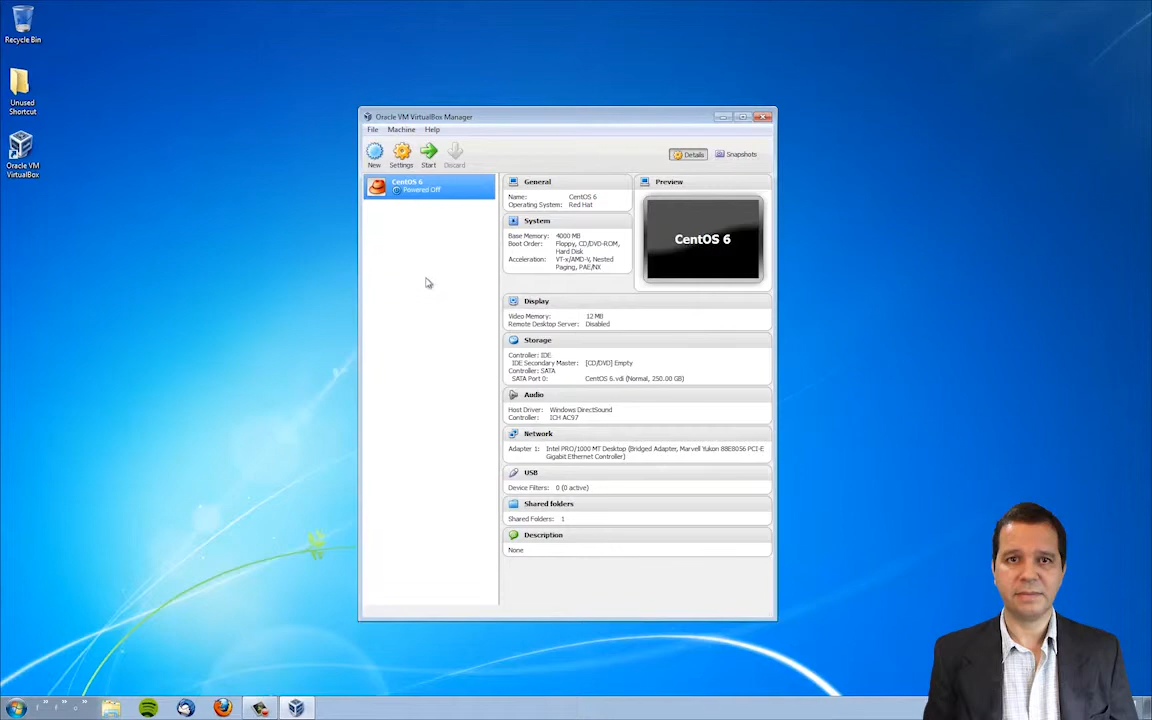 Recycle Bin
Unused
Shortcut
Oracle VM
VirtualBox
Oracle VM VirtualBox Manager
File Machine Help
New Settings Start Discard
Details Snapshots
CentOS 6
Powered Off
General
Name: CentOS 6
Operating System: Red Hat
System
Base Memory: 4000 MB
Boot Order: Floppy, CD/DVD-ROM,
Hard Disk
Acceleration: VT-x/AMD-V, Nested
Paging, PAE/NX
Preview
CentOS 6
Display
Video Memory: 12 MB
Remote Desktop Server: Disabled
Storage
Controller: IDE
IDE Secondary Master: [CD/DVD] Empty
Controller: SATA
SATA Port 0: CentOS 6.vdi (Normal, 250.00 GB)
Audio
Host Driver: Windows DirectSound
Controller: ICH AC97
Network
Adapter 1: Intel PRO/1000 MT Desktop (Bridged Adapter, Marvell Yukon 88E8056 PCI-E
Gigabit Ethernet Controller)
USB
Device Filters: 0 (0 active)
Shared folders
Shared Folders: 1
Description
None